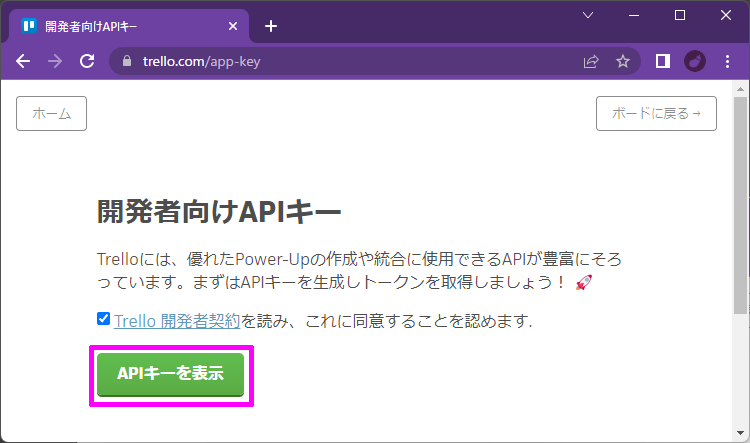 開発者向けAPIキー
trello.com/app-key
ホーム
ボードに戻る→
開発者向けAPIキー
Trelloには、優れたPower-Upの作成や統合に使用できるAPIが豊富にそろ
っています。まずはAPIキーを生成しトークンを取得しましょう！ 🚀
Trello 開発者契約を読み、これに同意することを認めます.
APIキーを表示